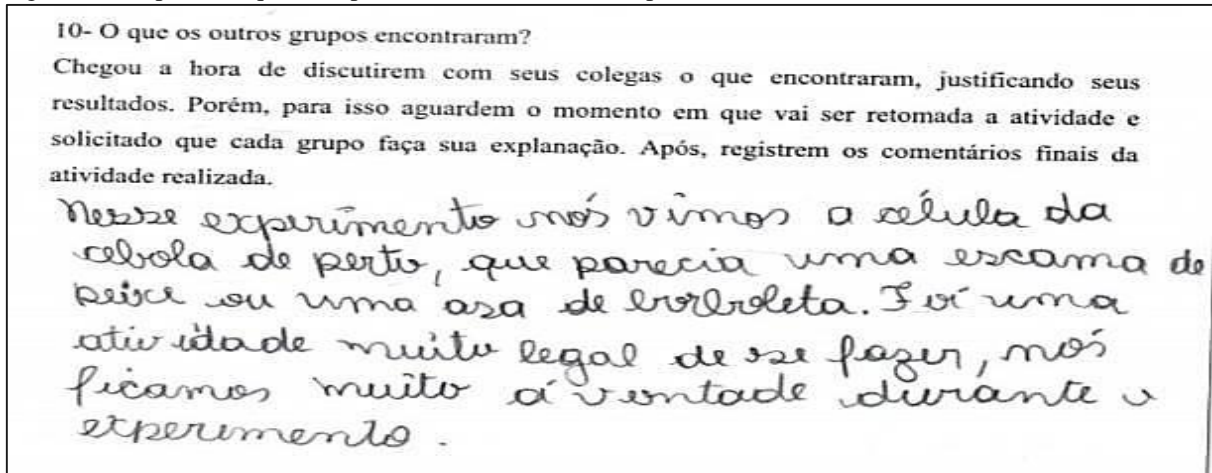 10- O que os outros grupos encontraram?
Chegou a hora de discutirem com seus colegas o que encontraram, justificando seus
resultados. Porém, para isso aguardem o momento em que vai ser retomada a atividade e
solicitado que cada grupo faça sua explanação. Após, registrem os comentários finais da
atividade realizada.
Nesse experimento nós vimos a celula da
cebola de perto, que parecia uma escama de
peixe ou uma asa de borboleta. Foi uma
atividade muito legal de se fazer, nós
ficamos muito á vontade durante o
experimento.